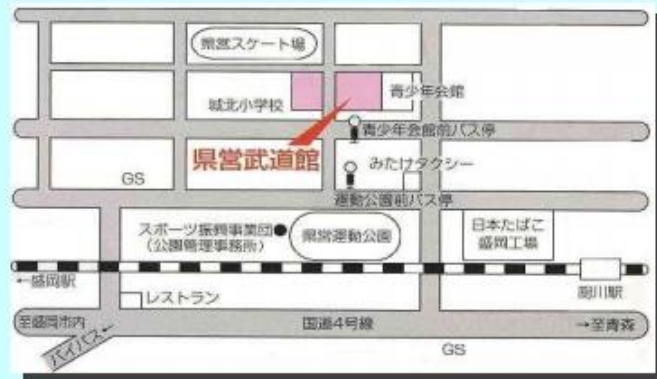 県営スケート場
城北小学校
青少年会館
青少年会館前バス停
県営武道館
みたけタクシー
GS
運動公園前バス停
スポーツ振興事業団
(公園管理事務所)
県営運動公園
日本たばこ
盛岡工場
←盛岡駅
厨川駅
レストラン
至盛岡市内
国道4号線
→至青森
バイパス
GS